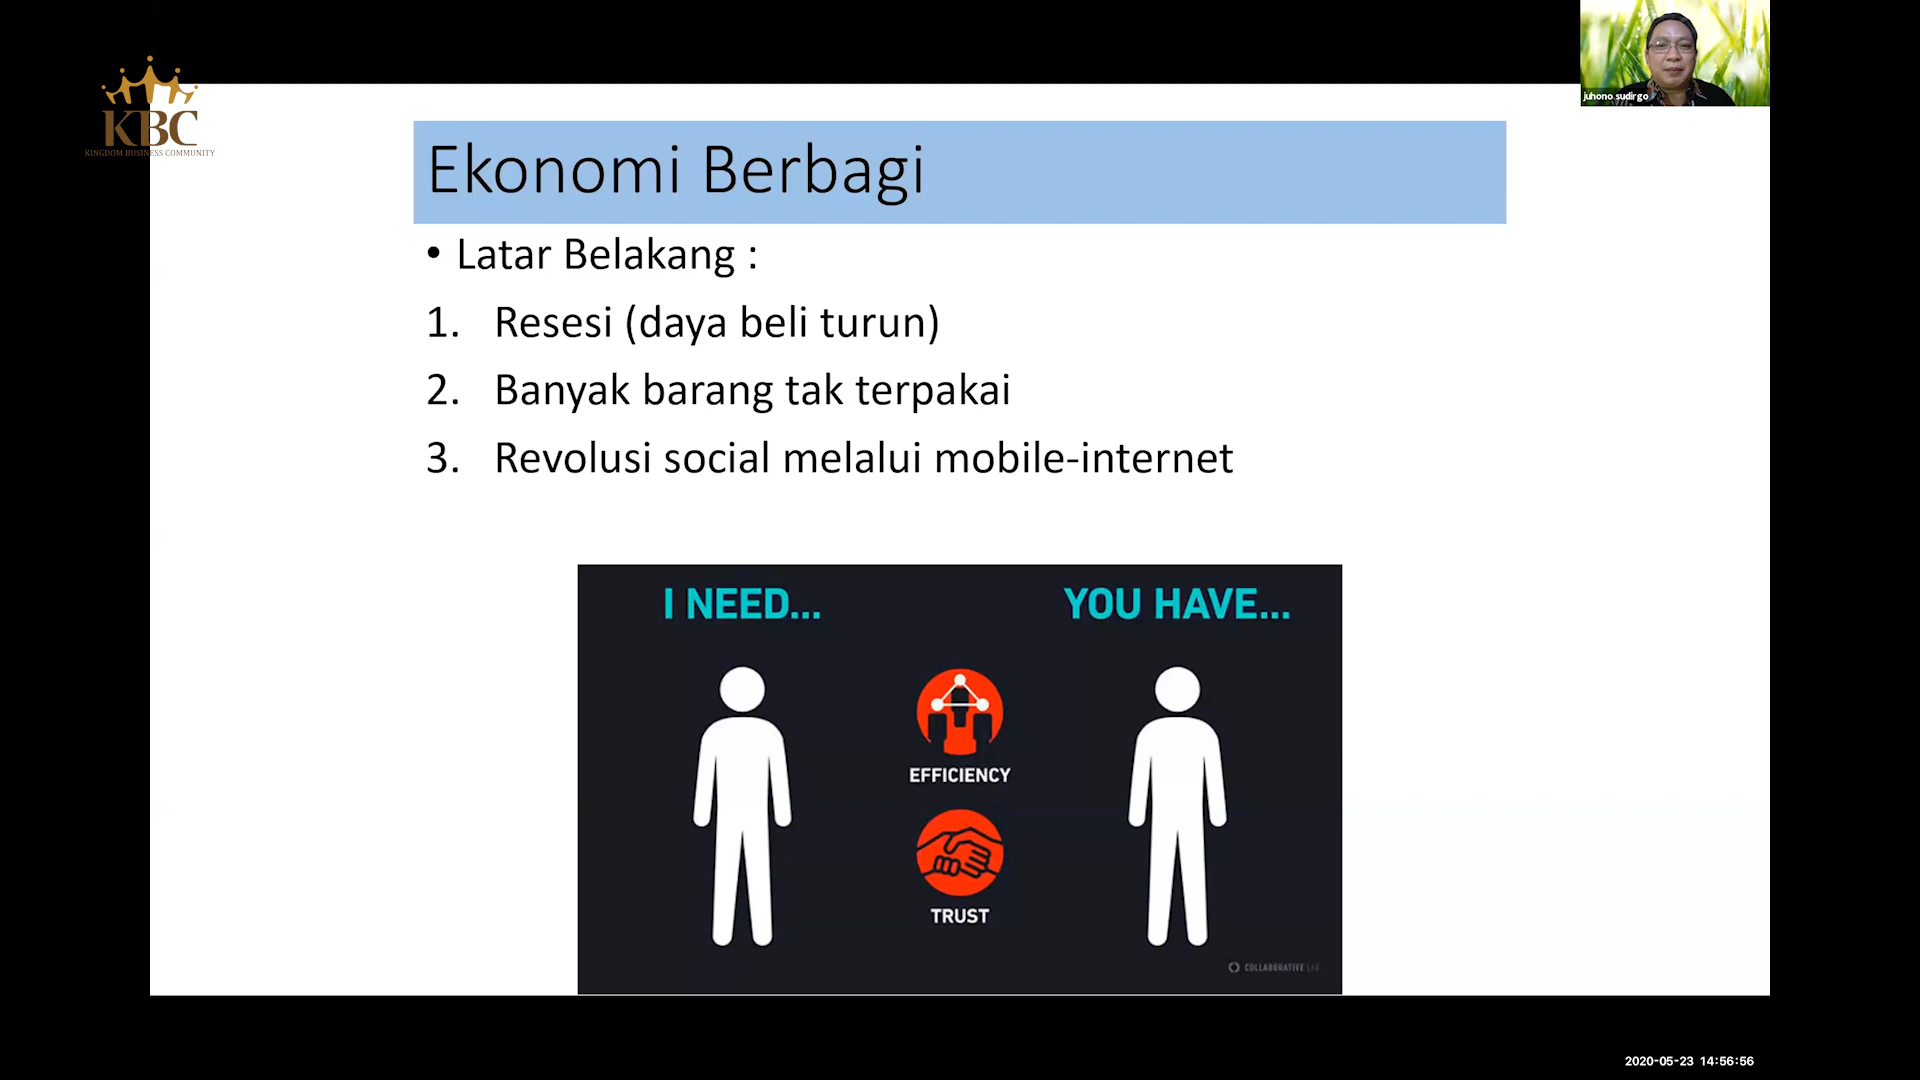 KBC
KINGDOM BUSINESS COMMUNITY
juhono sudirgo
Ekonomi Berbagi
• Latar Belakang :
1. Resesi (daya beli turun)
2. Banyak barang tak terpakai
3. Revolusi social melalui mobile-internet
I NEED...
YOU HAVE...
EFFICIENCY
TRUST
COLLABORATIVE LAB
2020-05-23 14:56:56